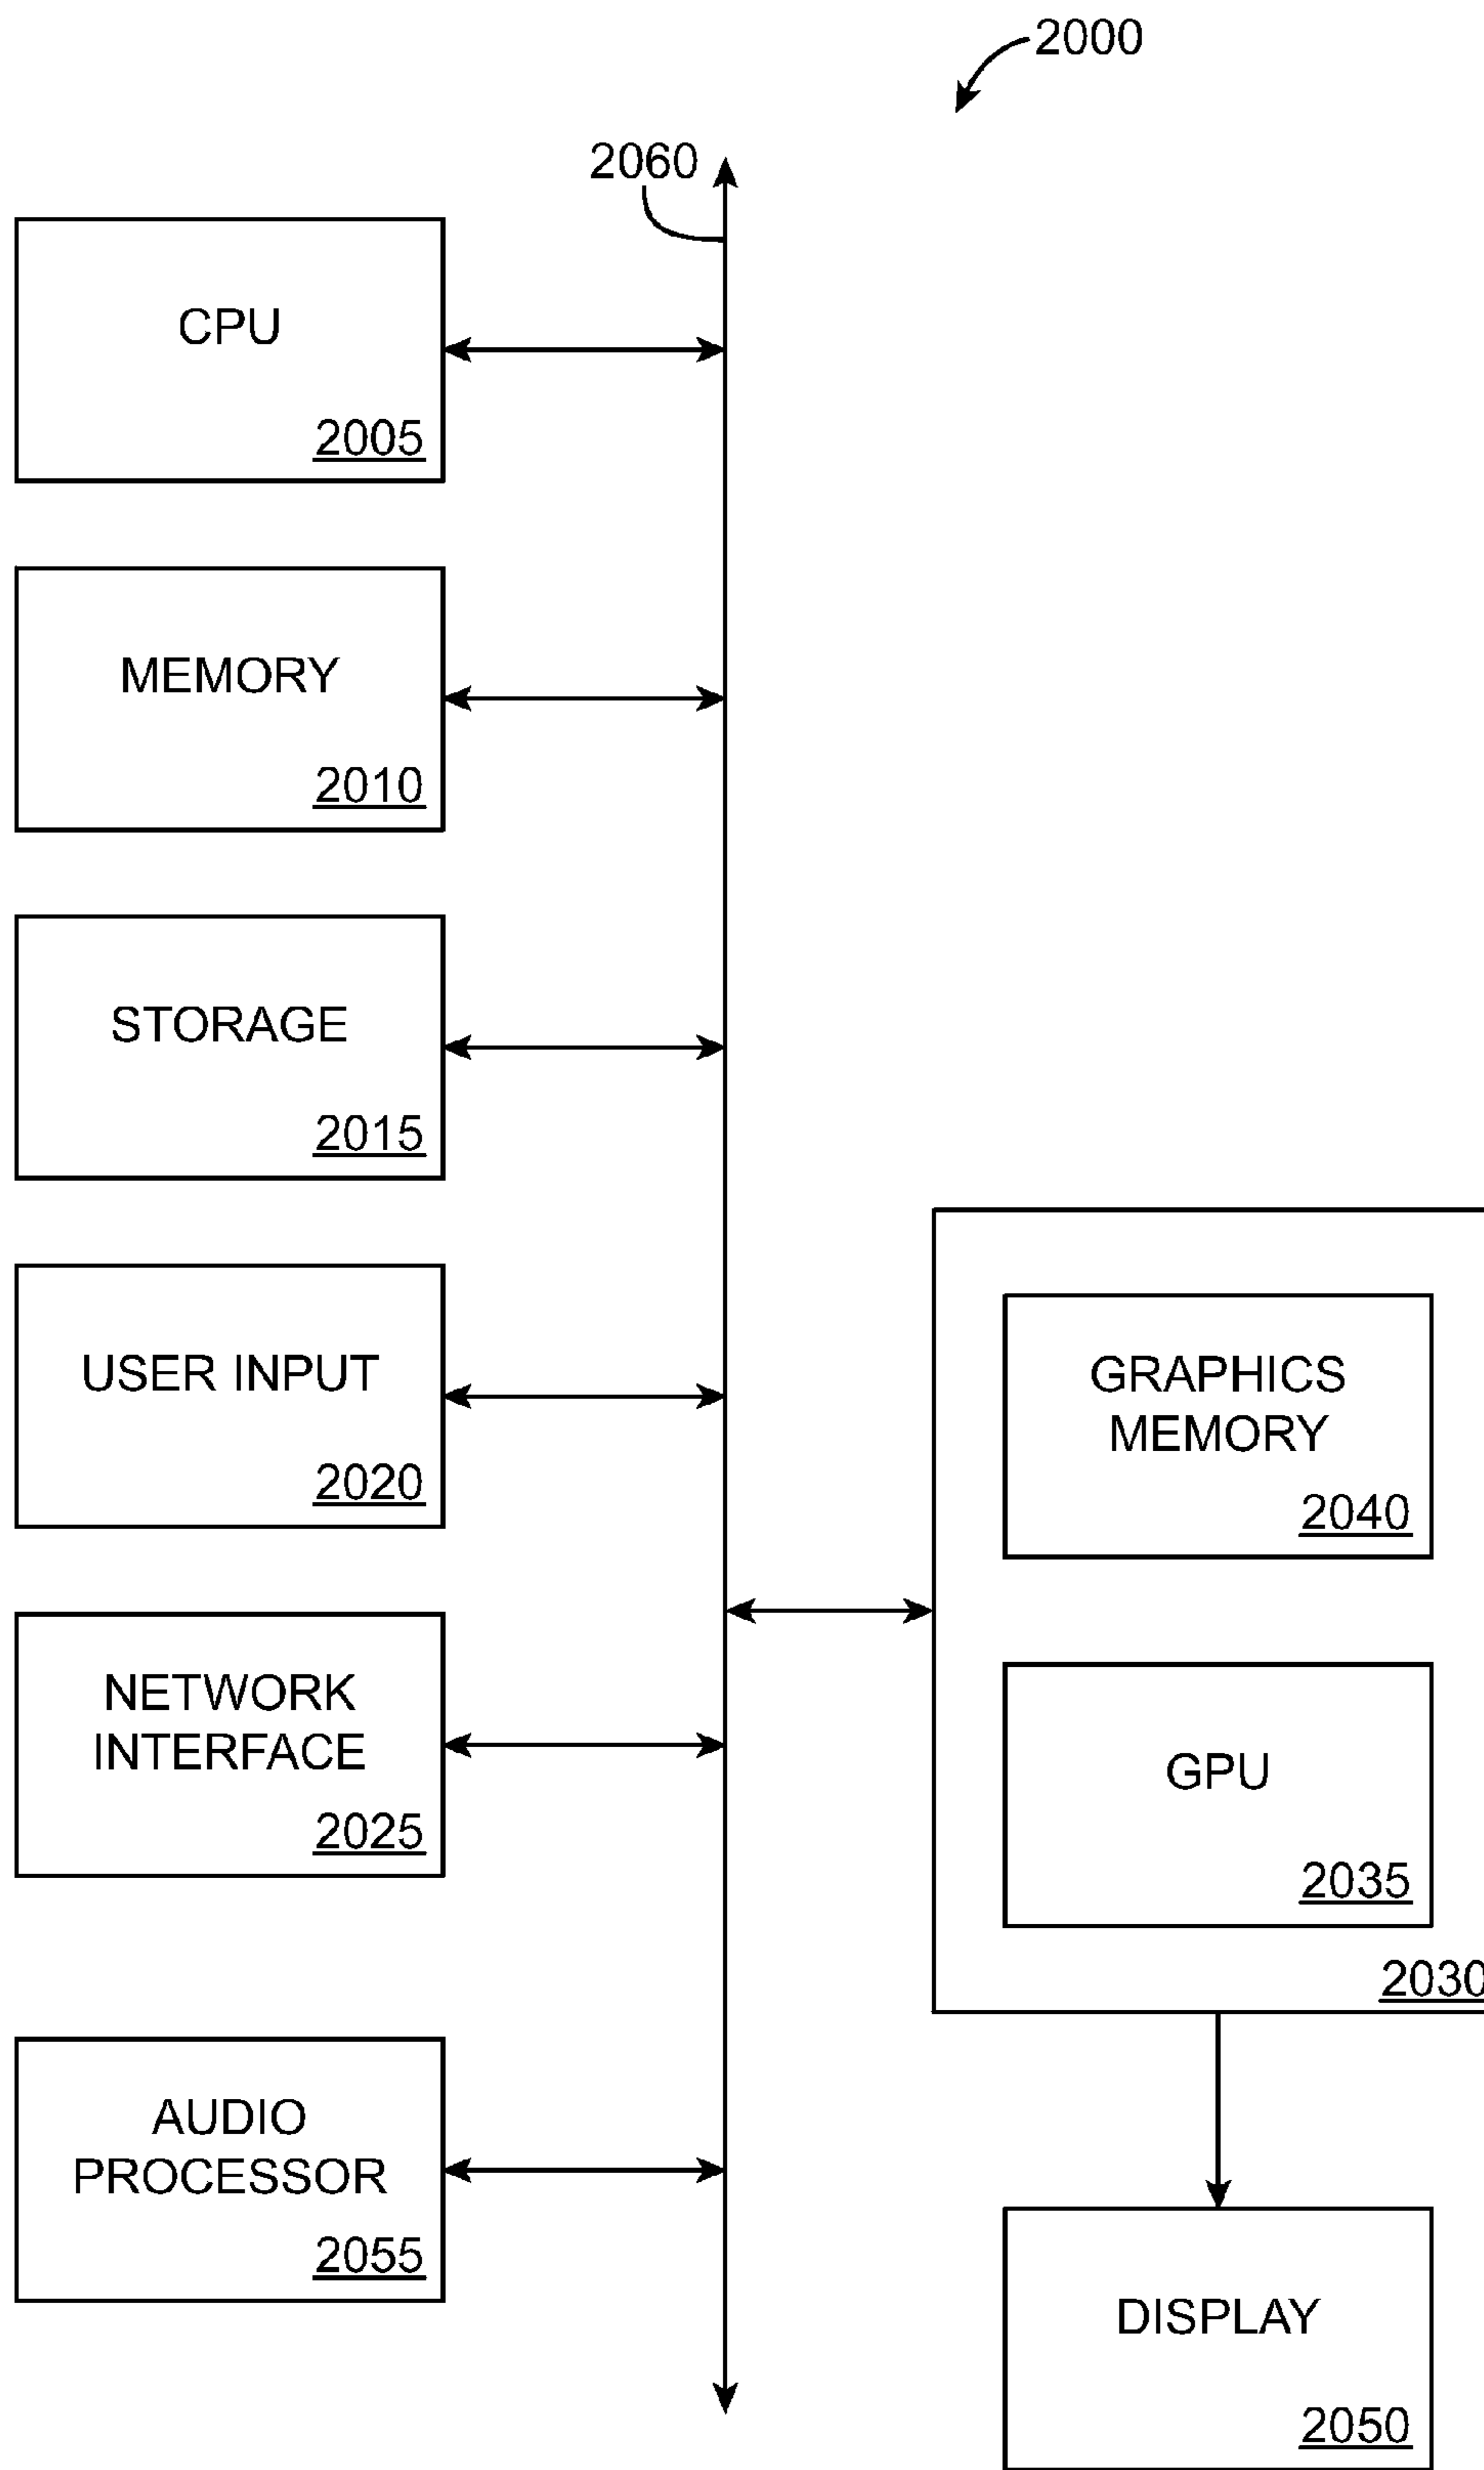 2000
2060
CPU
2005
MEMORY
2010
STORAGE
2015
USER INPUT
2020
NETWORK
INTERFACE
2025
AUDIO
PROCESSOR
2055
GRAPHICS
MEMORY
2040
GPU
2035
2030
DISPLAY
2050